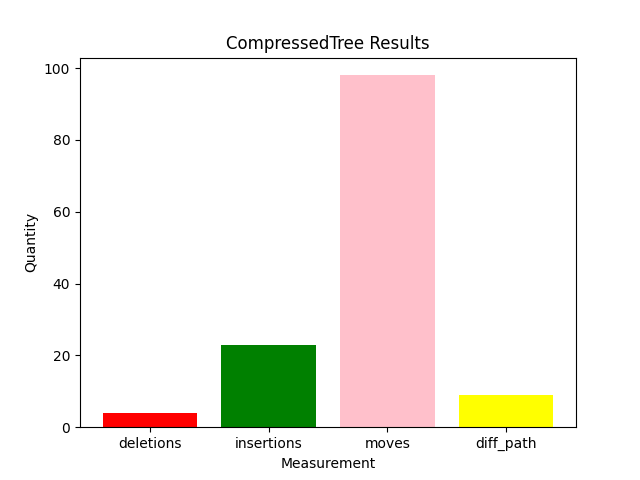 CompressedTree Results
100
80
60
40
20
0
Quantity
deletions insertions moves diff_path
Measurement